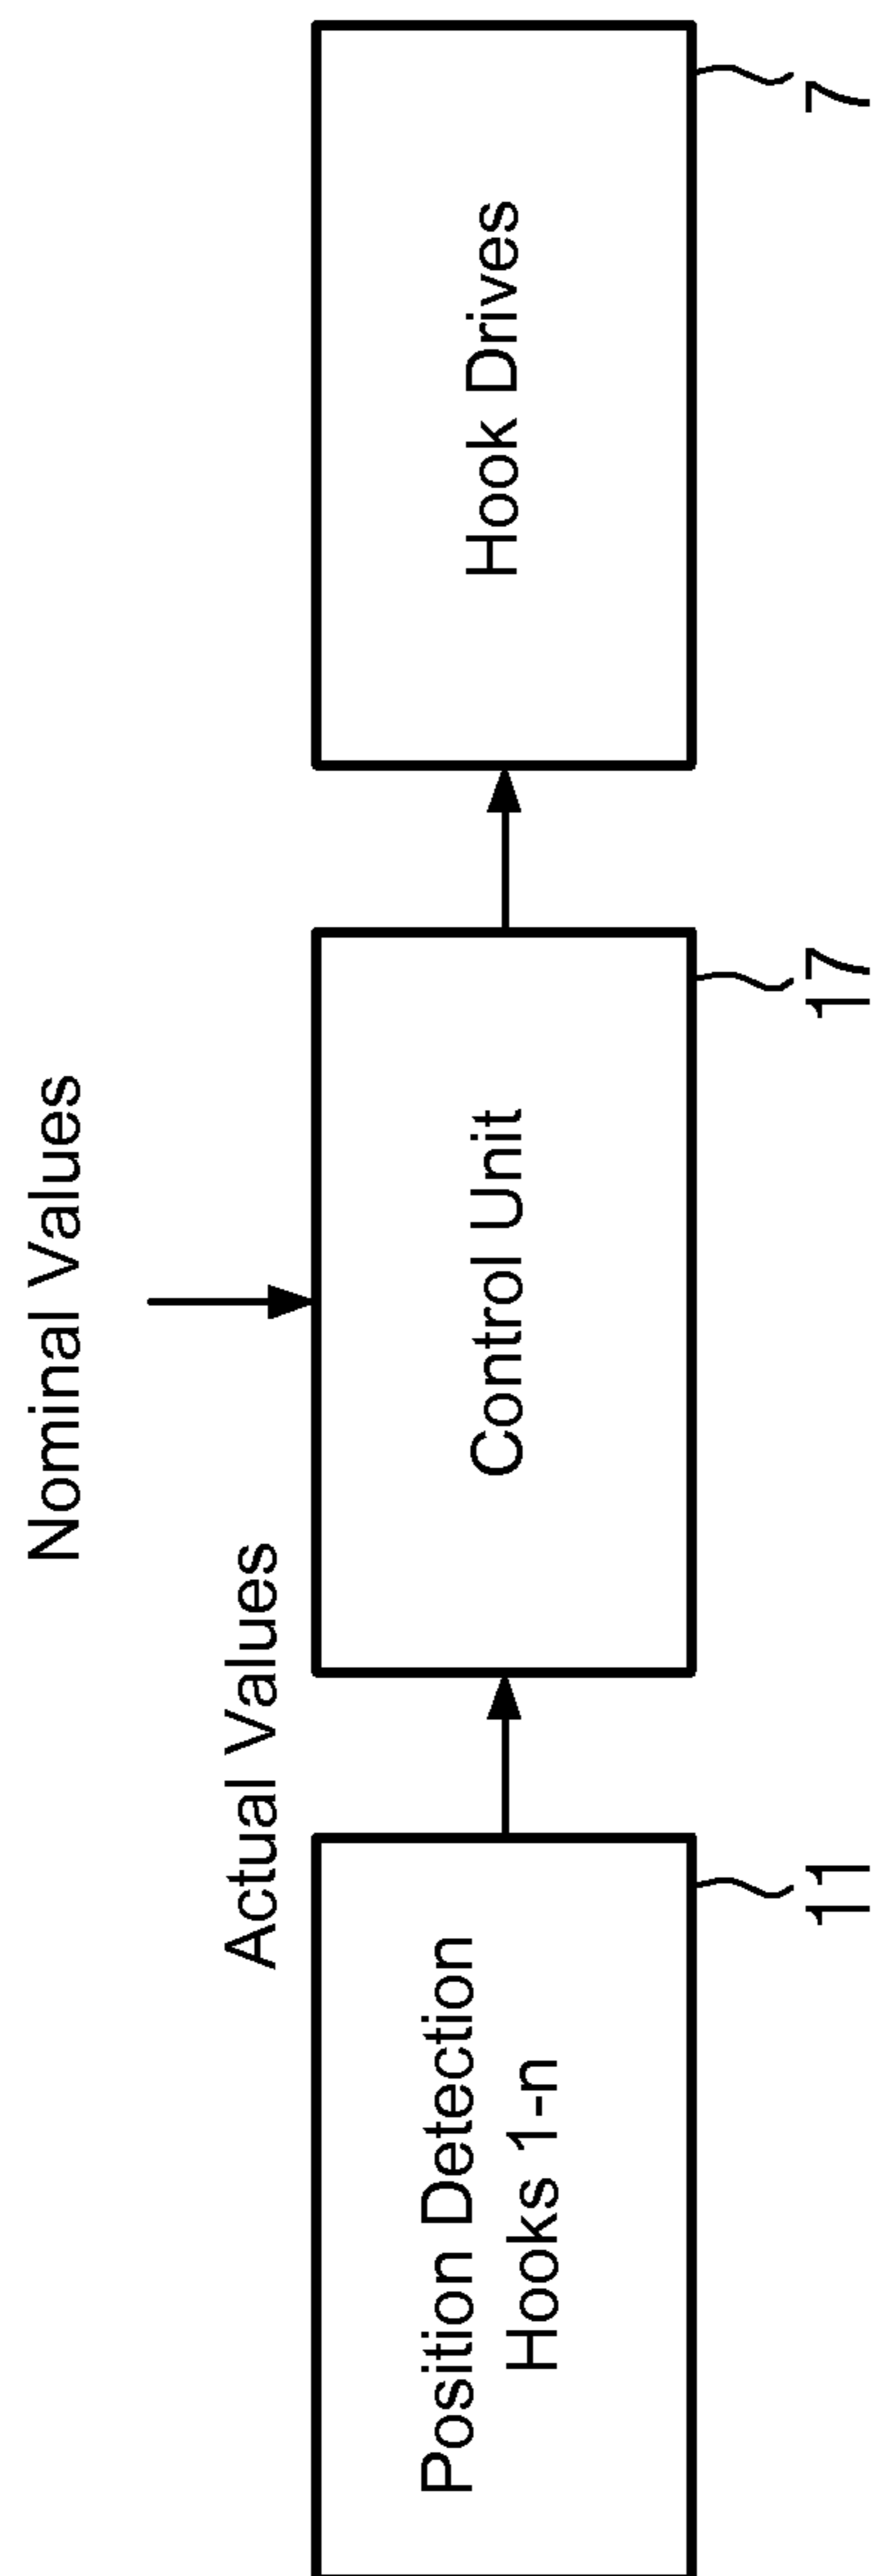 Nominal Values
Actual Values
Position Detection
Hooks 1-n
Control Unit
Hook Drives
11
17
7